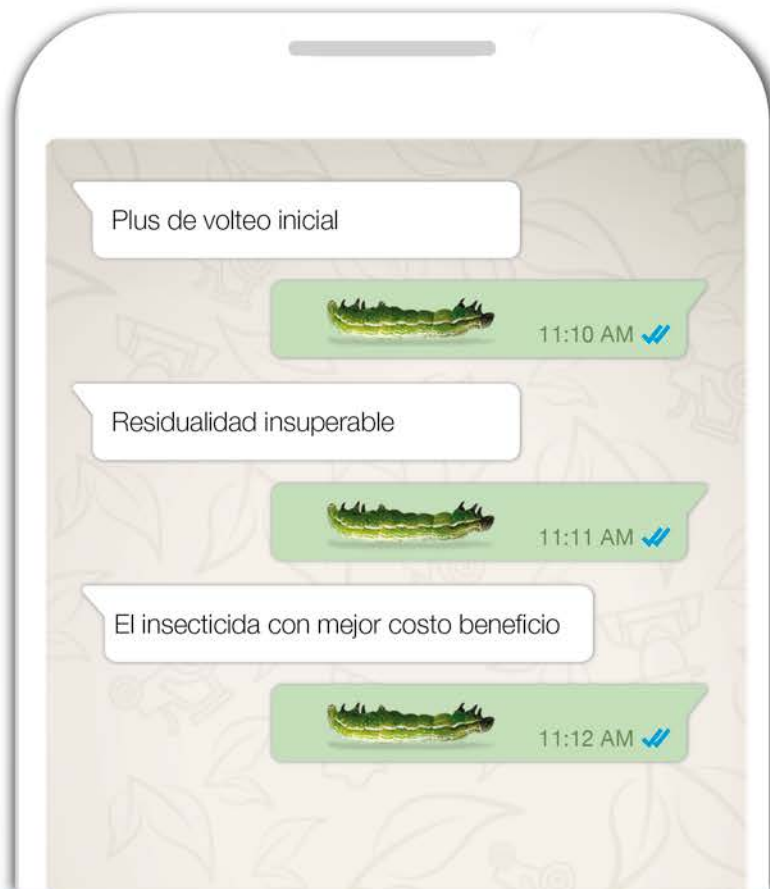 Plus de volteo inicial
11:10 AM
Residualidad insuperable
11:11 AM
El insecticida con mejor costo beneficio
11:12 AM